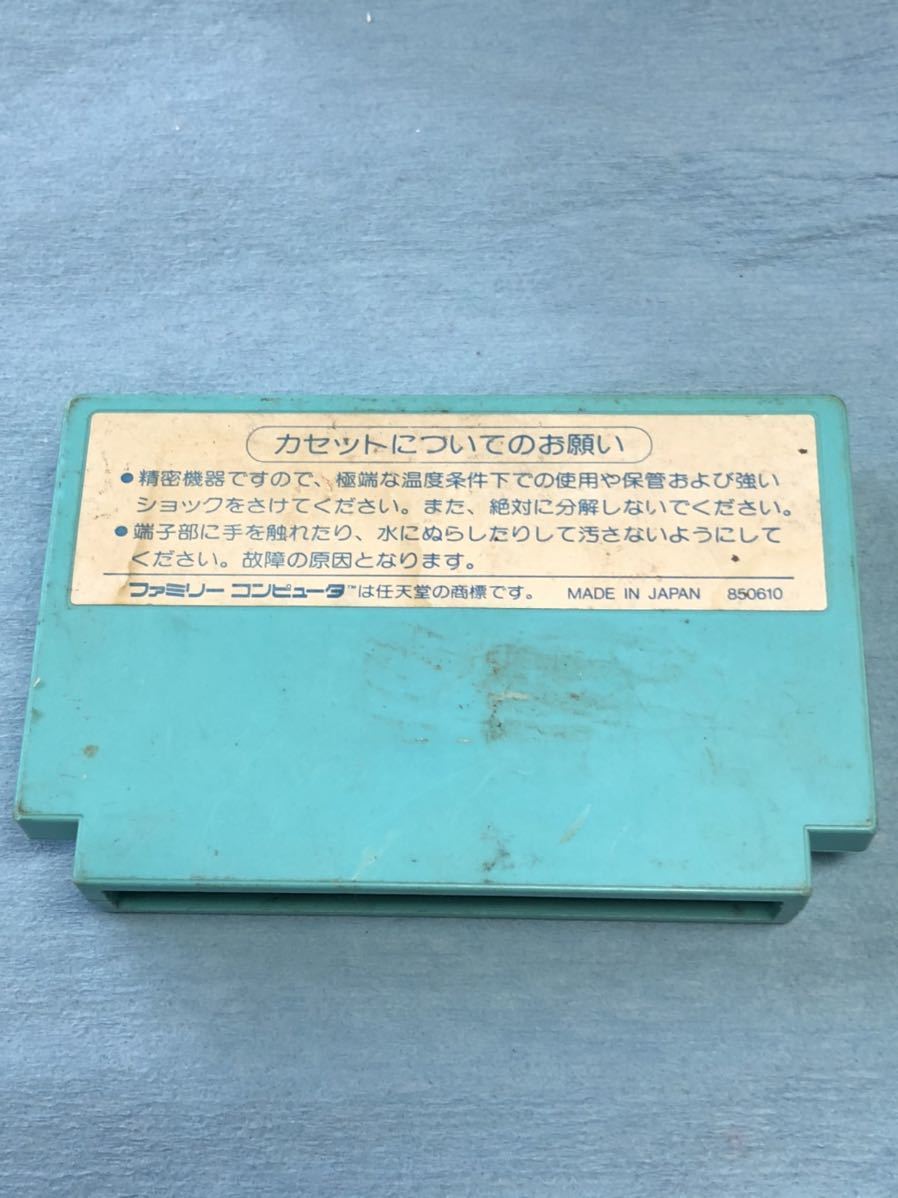 カセットについてのお願い
●精密機器ですので、極端な温度条件下での使用や保管および強い
ショックをさけてください。また、絶対に分解しないでください。
●端子部に手を触れたり、水にぬらしたりして汚さないようにして
ください。故障の原因となります。
ファミリー コンピュータ™は任天堂の商標です。 MADE IN JAPAN 850610